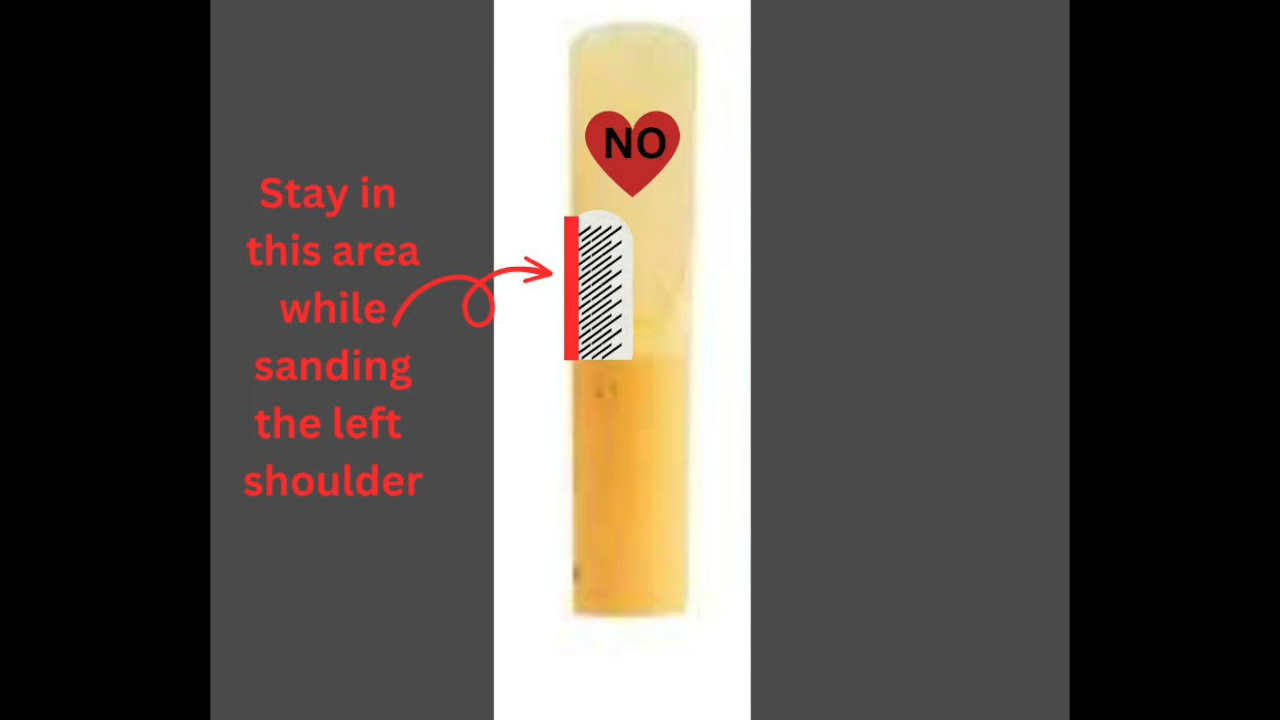 NO
Stay in
this area
while
sanding
the left
shoulder